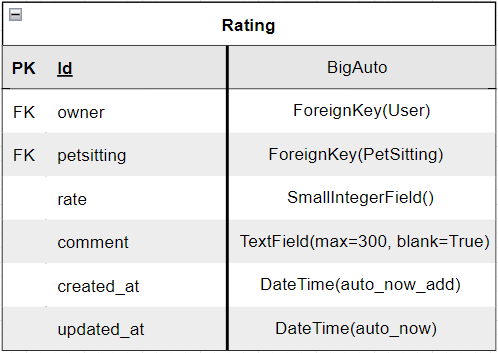 Rating
PK Id BigAuto
FK owner ForeignKey(User)
FK petsitting ForeignKey(PetSitting)
rate SmallIntegerField()
comment TextField(max=300, blank=True)
created_at DateTime(auto_now_add)
updated_at DateTime(auto_now)